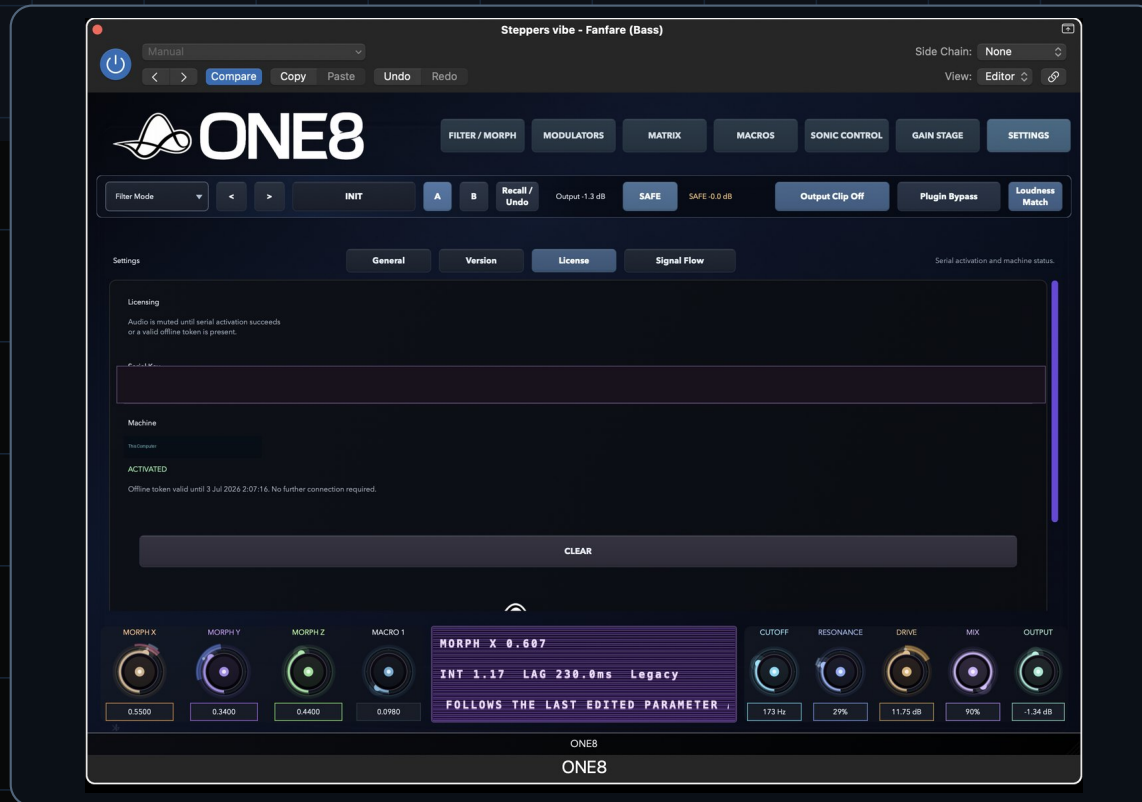 Steppers vibe - Fanfare (Bass)
Manual
Side Chain: None
< > Compare Copy Paste Undo Redo
View: Editor
ONE8
FILTER / MORPH MODULATORS MATRIX MACROS SONIC CONTROL GAIN STAGE SETTINGS
Filter Mode < > INIT A B Recall / Undo Output -1.3 dB SAFE SAFE -0.0 dB Output Clip Off Plugin Bypass Loudness Match
Settings General Version License Signal Flow Serial activation and machine status.
Licensing
Audio is muted until serial activation succeeds
or a valid offline token is present.
Serial Key
Machine
This Computer
ACTIVATED
Offline token valid until 3 Jul 2026 2:07:16. No further connection required.
CLEAR
MORPH X MORPH Y MORPH Z MACRO 1
0.5500 0.3400 0.4400 0.0980
MORPH X 0.607
INT 1.17 LAG 230.0ms Legacy
FOLLOWS THE LAST EDITED PARAMETER
CUTOFF RESONANCE DRIVE MIX OUTPUT
173 Hz 29% 11.75 dB 90% -1.34 dB
ONE8
ONE8